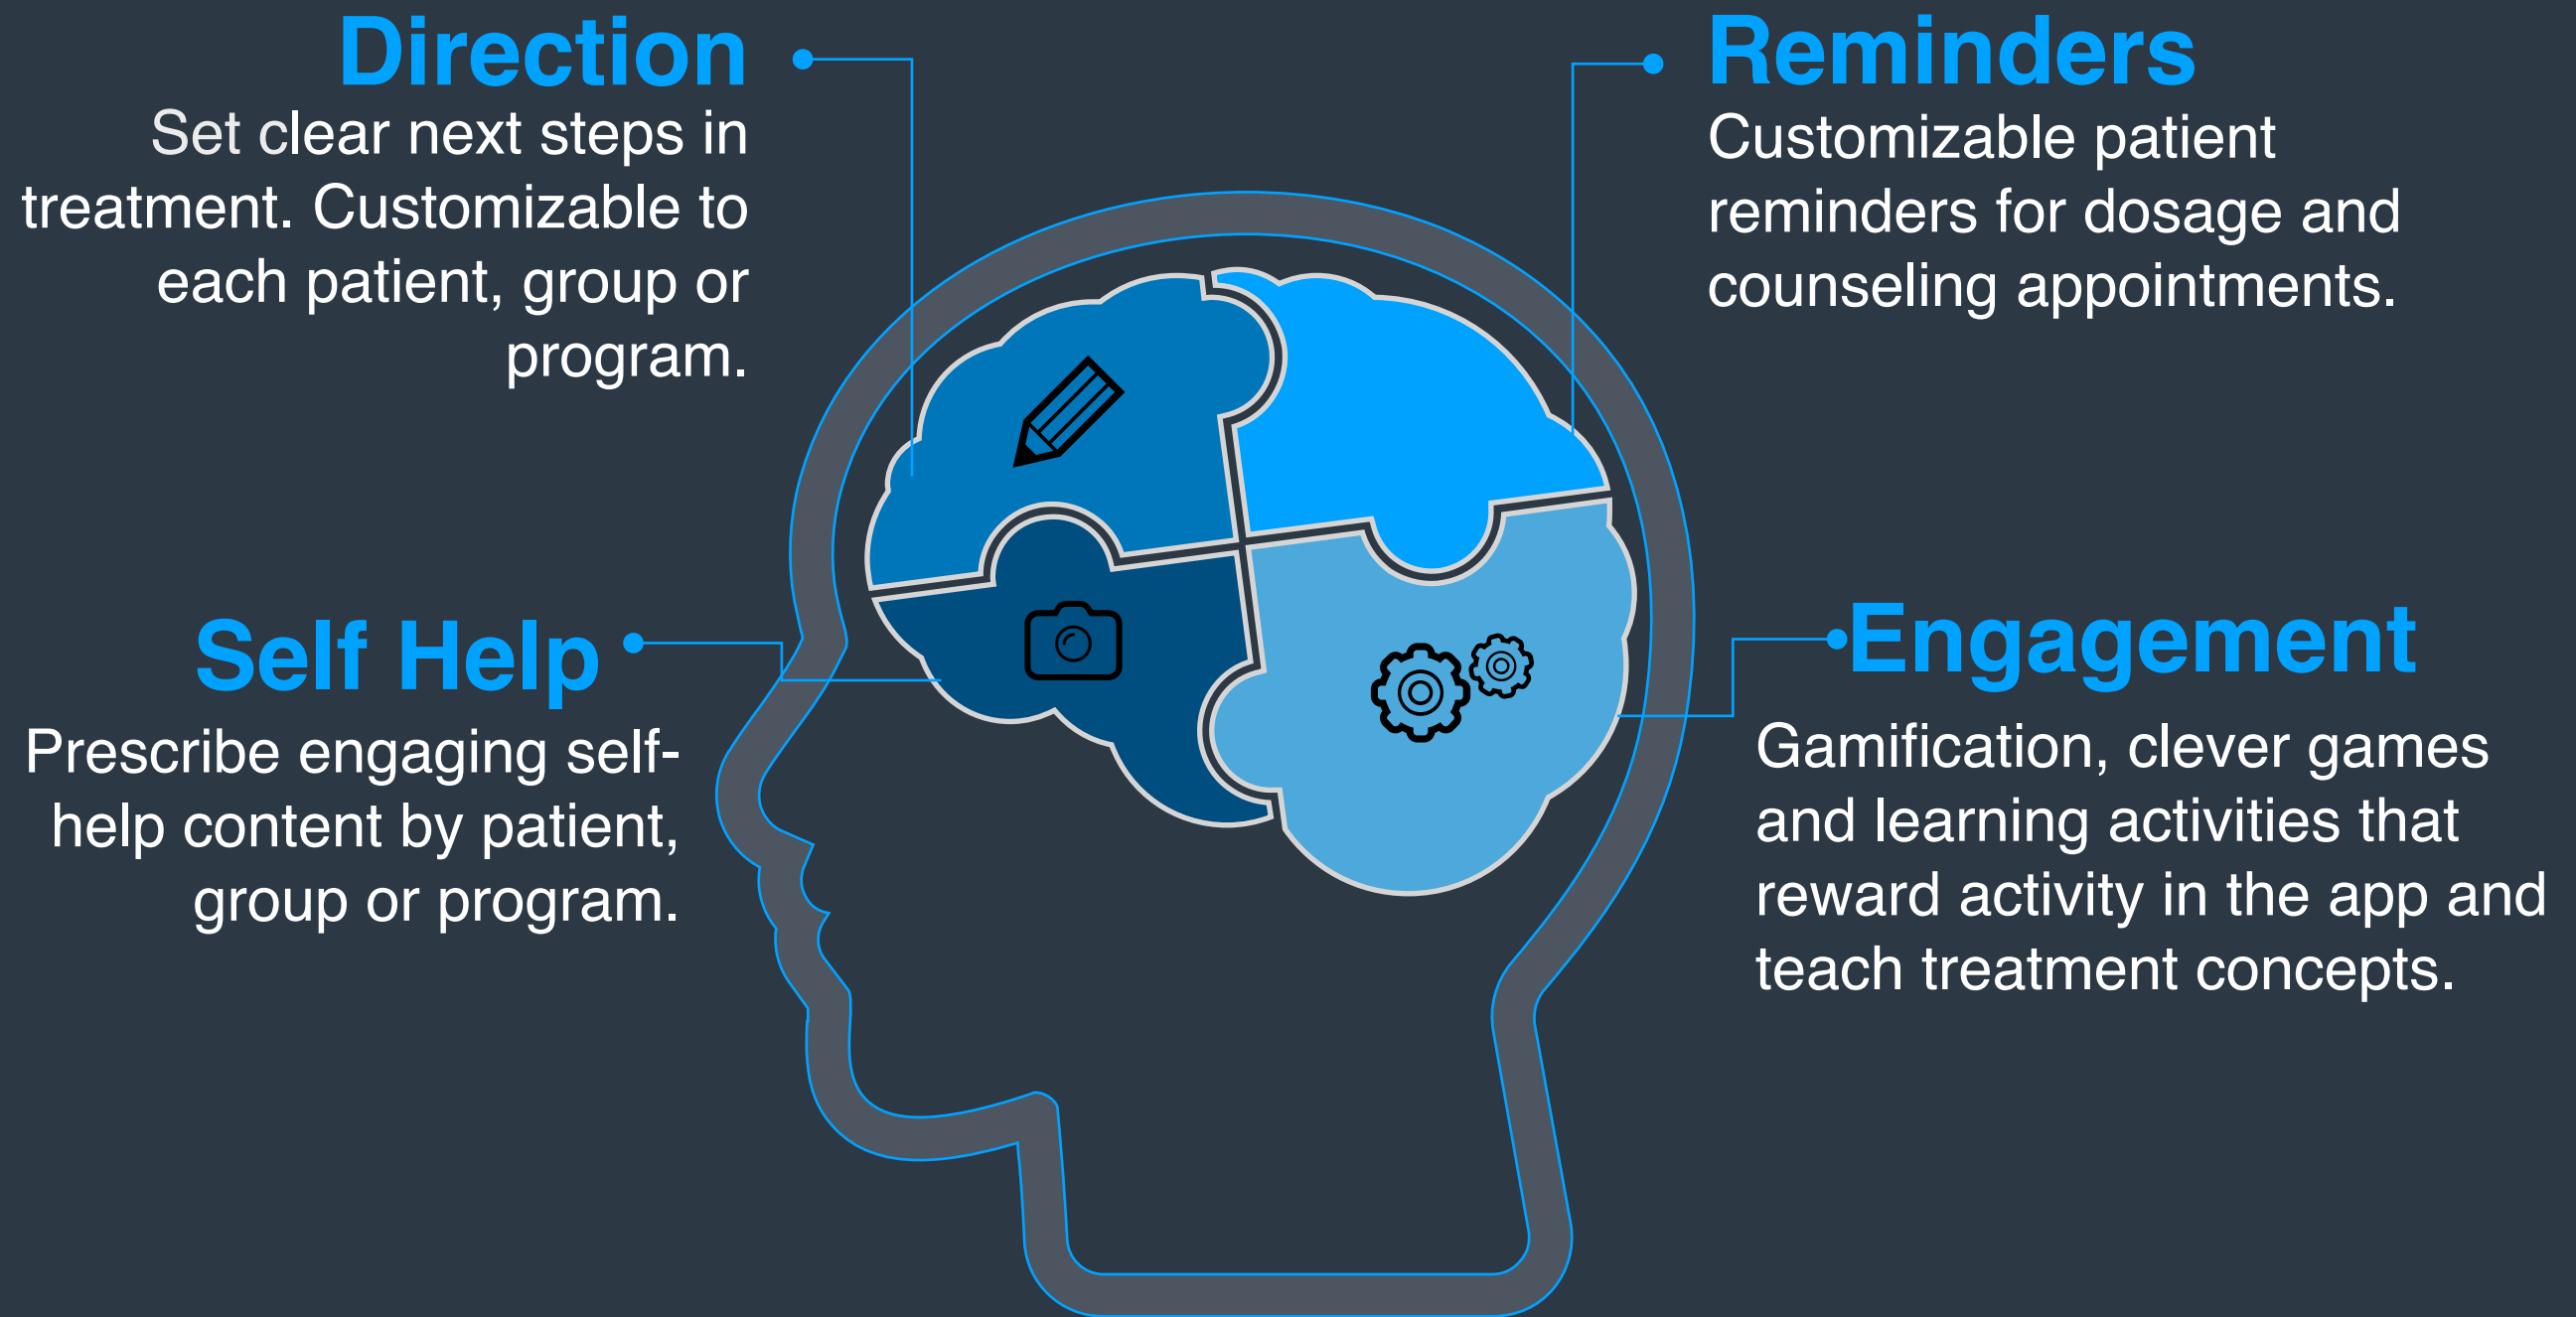 Direction
Set clear next steps in
treatment. Customizable to
each patient, group or
program.
Reminders
Customizable patient
reminders for dosage and
counseling appointments.
Self Help
Prescribe engaging self-
help content by patient,
group or program.
Engagement
Gamification, clever games
and learning activities that
reward activity in the app and
teach treatment concepts.